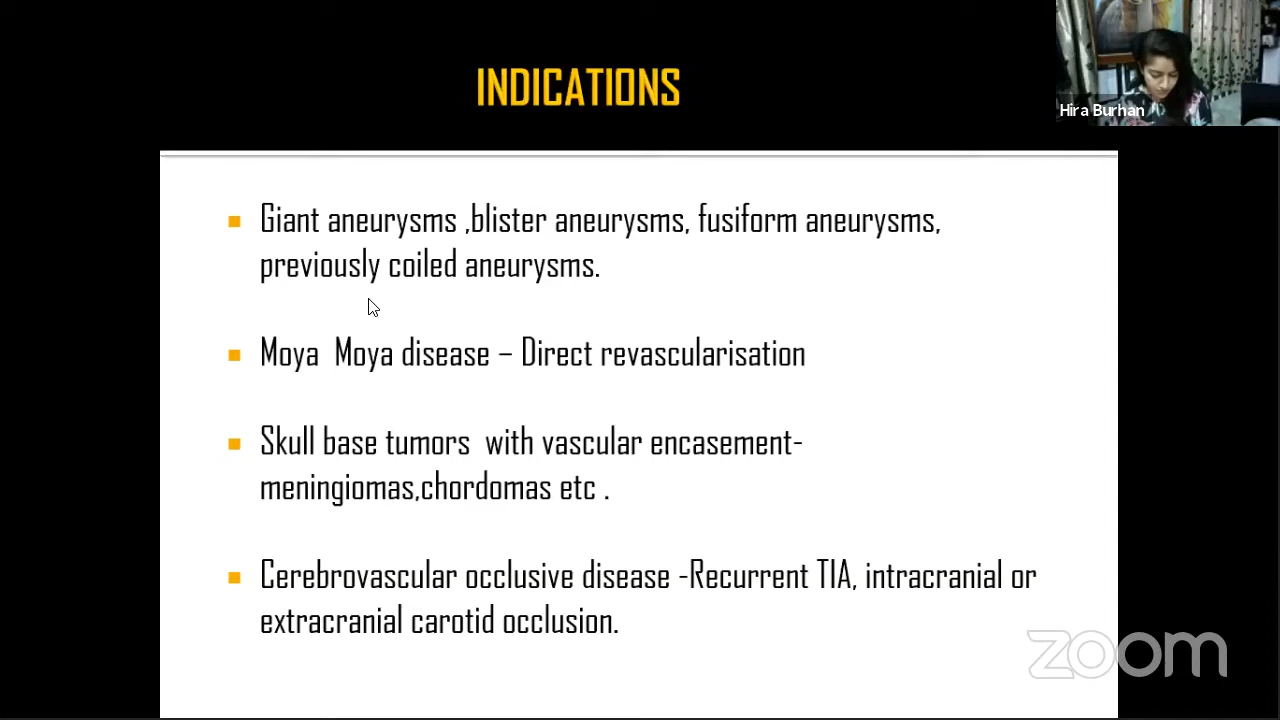 INDICATIONS
Hira Burhan
Giant aneurysms ,blister aneurysms, fusiform aneurysms,
previously coiled aneurysms.
Moya Moya disease – Direct revascularisation
Skull base tumors with vascular encasement-
meningiomas,chordomas etc .
Cerebrovascular occlusive disease -Recurrent TIA, intracranial or
extracranial carotid occlusion.
zoom